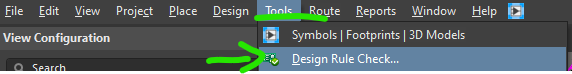 File Edit View Project Place Design Tools Route Reports Window Help
View Configuration
Symbols | Footprints | 3D Models
Search
Design Rule Check...